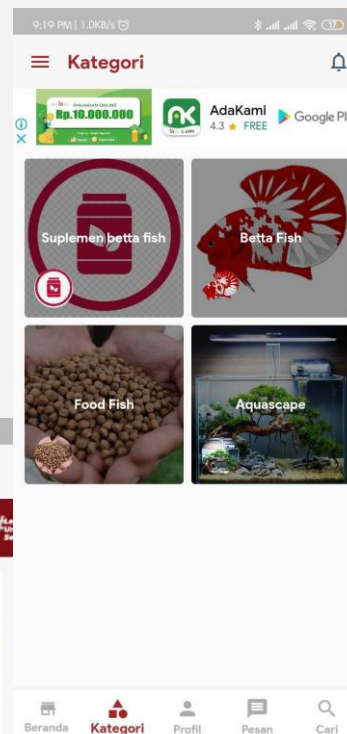 9:19 PM | 1.0KB/s
17
Kategori
PINJAMAN ONLINE
Rp.10.000.000
AdaKami
4.3 ★ FREE
Google Pl
Suplemen betta fish
Betta Fish
Food Fish
Aquascape
Beranda
Kategori
Profil
Pesan
Cari